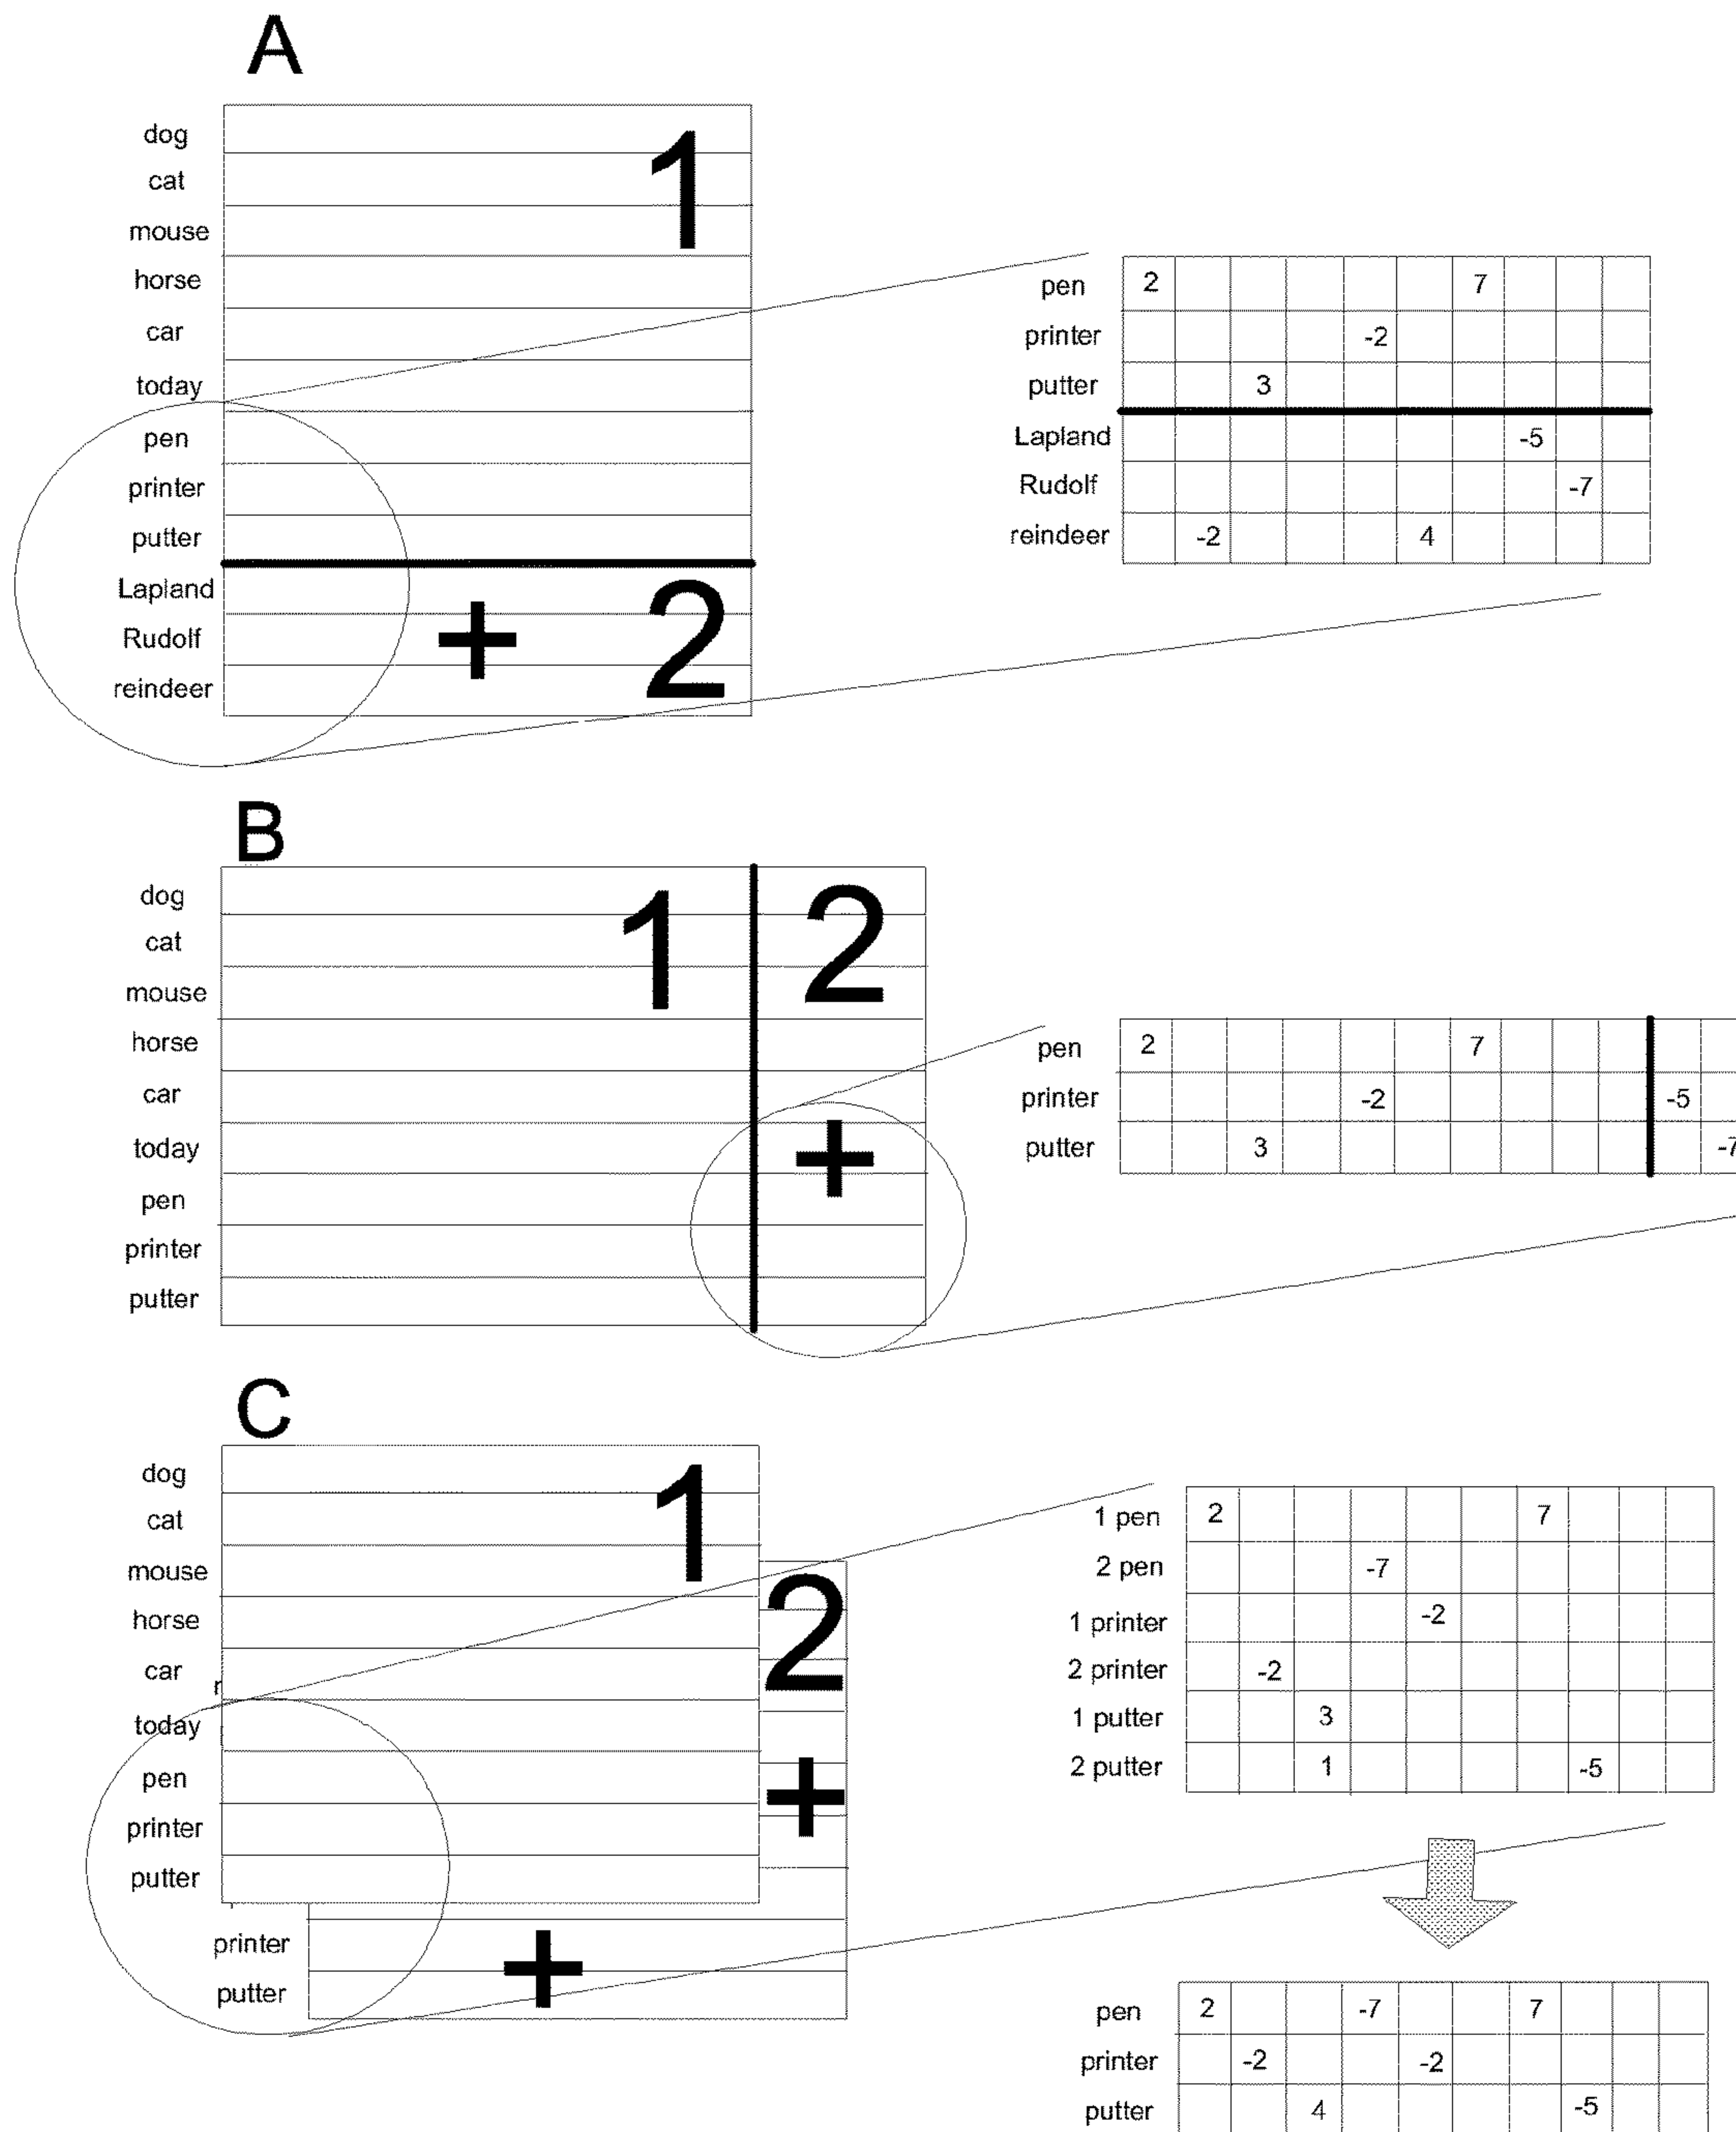 A
dog
cat
mouse
horse
car
today
pen
printer
putter
Lapland
Rudolf
reindeer
1
+ 2
pen 2 7
printer -2
putter 3
Lapland -5
Rudolf -7
reindeer -2 4
B
dog
cat
mouse
horse
car
today
pen
printer
putter
1 2
+
pen 2 7
printer -2 -5
putter 3 -7
C
dog
cat
mouse
horse
car
today
pen
printer
putter
printer
putter
1
2
+
+
1 pen 2 7
2 pen -7
1 printer -2
2 printer -2
1 putter 3
2 putter 1 -5
pen 2 -7 7
printer -2 -2
putter 4 -5